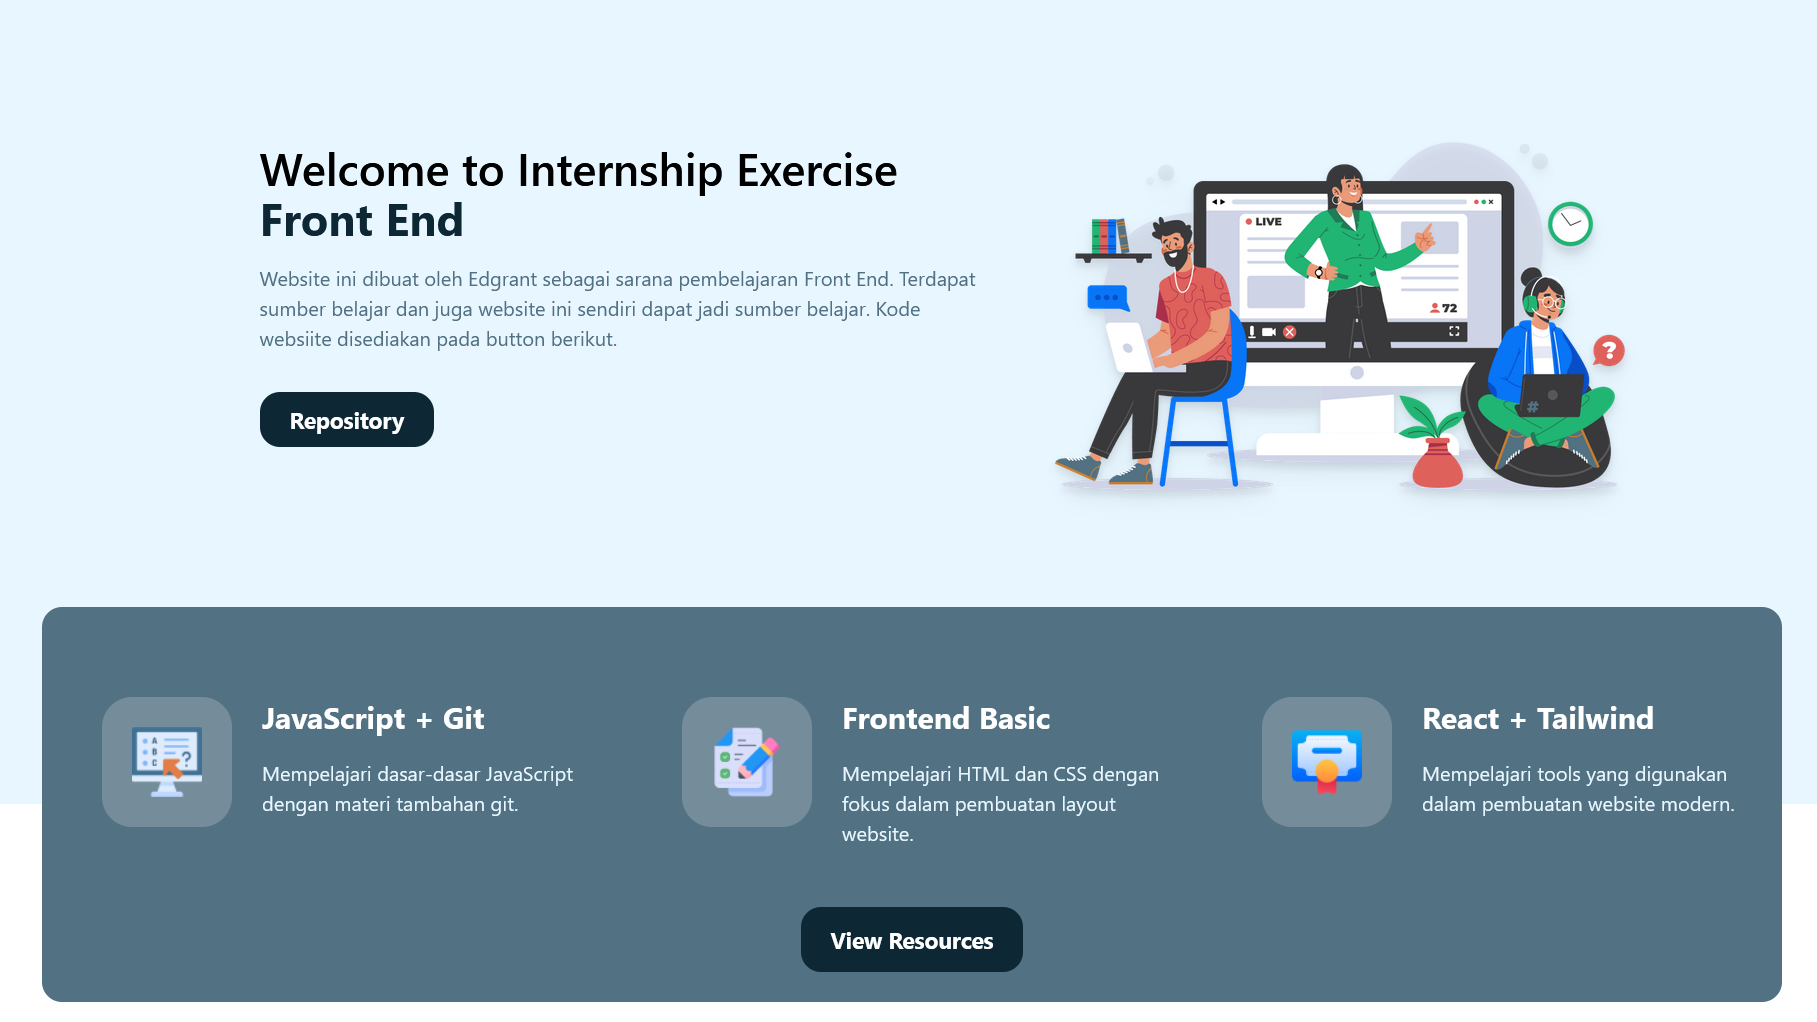 Welcome to Internship Exercise
Front End
Website ini dibuat oleh Edgrant sebagai sarana pembelajaran Front End. Terdapat
sumber belajar dan juga website ini sendiri dapat jadi sumber belajar. Kode
websiite disediakan pada button berikut.
Repository
LIVE
72
?
#
JavaScript + Git
Mempelajari dasar-dasar JavaScript
dengan materi tambahan git.
A
B
C
?
Frontend Basic
Mempelajari HTML dan CSS dengan
fokus dalam pembuatan layout
website.
React + Tailwind
Mempelajari tools yang digunakan
dalam pembuatan website modern.
View Resources